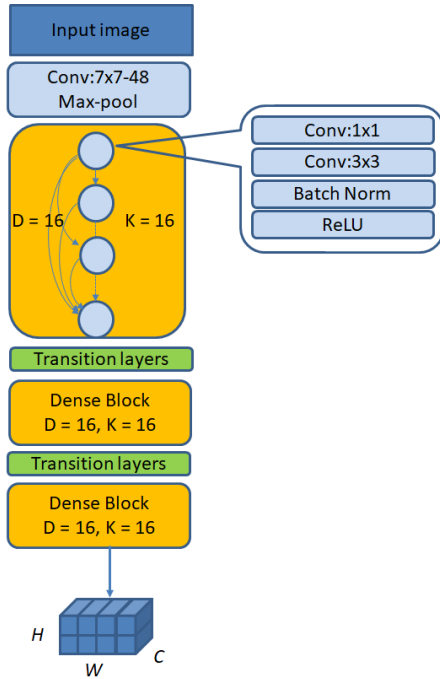 Input image
Conv:7x7-48
Max-pool
Conv:1x1
Conv:3x3
Batch Norm
ReLU
D = 16
K = 16
Transition layers
Dense Block
D = 16, K = 16
Transition layers
Dense Block
D = 16, K = 16
H
W
C